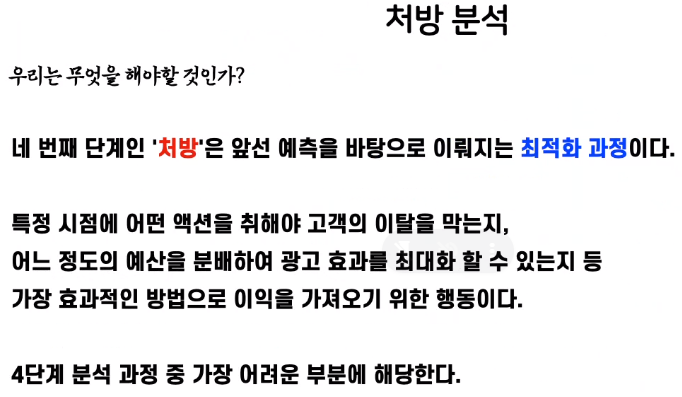 처방 분석
우리는 무엇을 해야할 것인가?
네 번째 단계인 '처방'은 앞선 예측을 바탕으로 이뤄지는 최적화 과정이다.
특정 시점에 어떤 액션을 취해야 고객의 이탈을 막는지,
어느 정도의 예산을 분배하여 광고 효과를 최대화 할 수 있는지 등
가장 효과적인 방법으로 이익을 가져오기 위한 행동이다.
4단계 분석 과정 중 가장 어려운 부분에 해당한다.